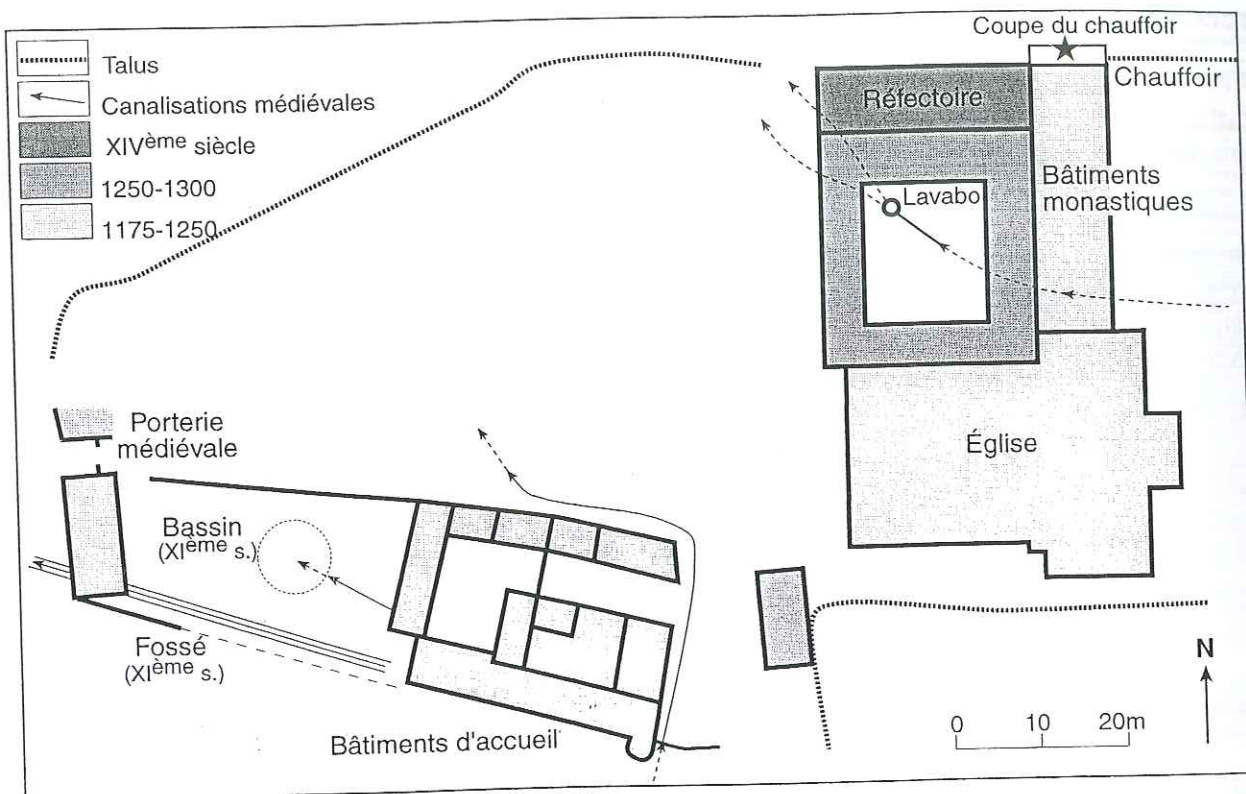 Talus
Canalisations médiévales
XIVème siècle
1250-1300
1175-1250
Coupe du chauffoir
Chauffoir
Réfectoire
Bâtiments
monastiques
Lavabo
Église
Porterie
médiévale
Bassin
(XIème s.)
Fossé
(XIème s.)
Bâtiments d'accueil
N
0 10 20m